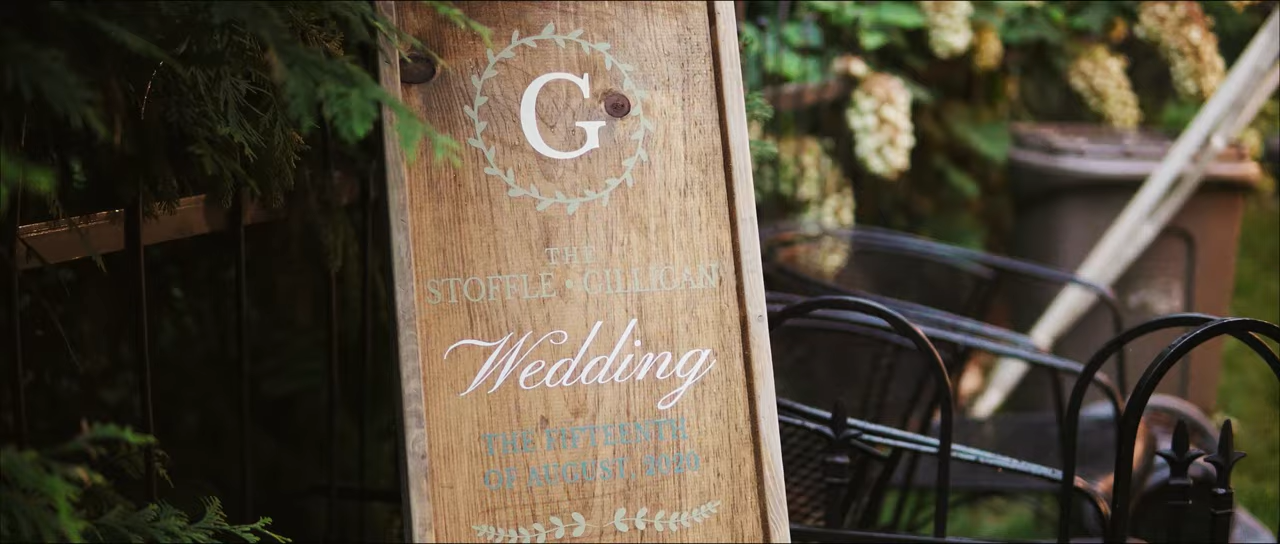 G
THE
STOFFLE • GILLIGAN
Wedding
THE FIFTEENTH
OF AUGUST, 2020